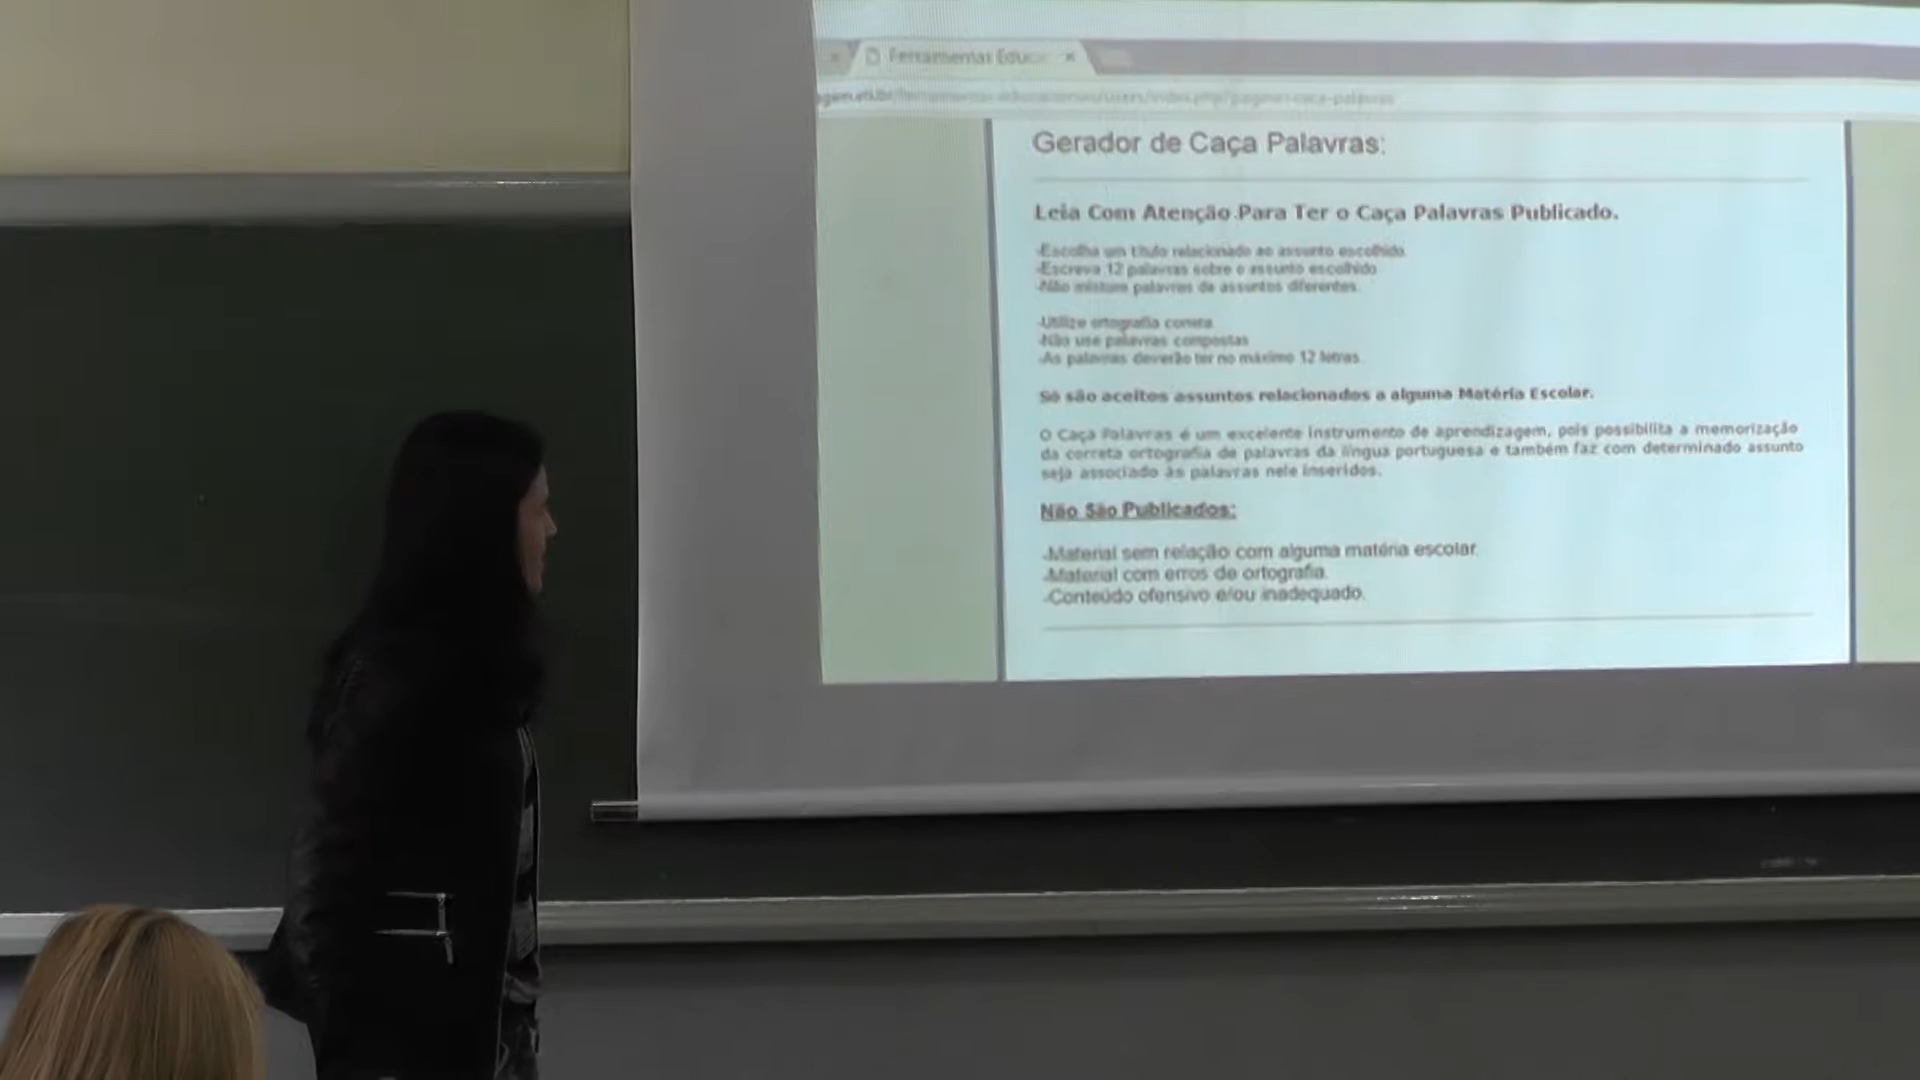 Ferramentas Educ
Gerador de Caça Palavras:
Leia Com Atenção Para Ter o Caça Palavras Publicado.
-Escolha um título relacionado ao assunto escolhido
-Escreva 12 palavras sobre o assunto escolhido
-Não misture palavras de assuntos diferentes.
-Utilize ortografia correta
-Não use palavras compostas
-As palavras deverão ter no máximo 12 letras.
Só são aceitos assuntos relacionados a alguma Matéria Escolar.
O Caça Palavras é um excelente instrumento de aprendizagem, pois possibilita a memorização
da correta ortografia de palavras da língua portuguesa e também faz com determinado assunto
seja associado às palavras nele inseridos.
Não São Publicados:
-Material sem relação com alguma matéria escolar.
-Material com erros de ortografia.
-Conteúdo ofensivo e/ou inadequado.